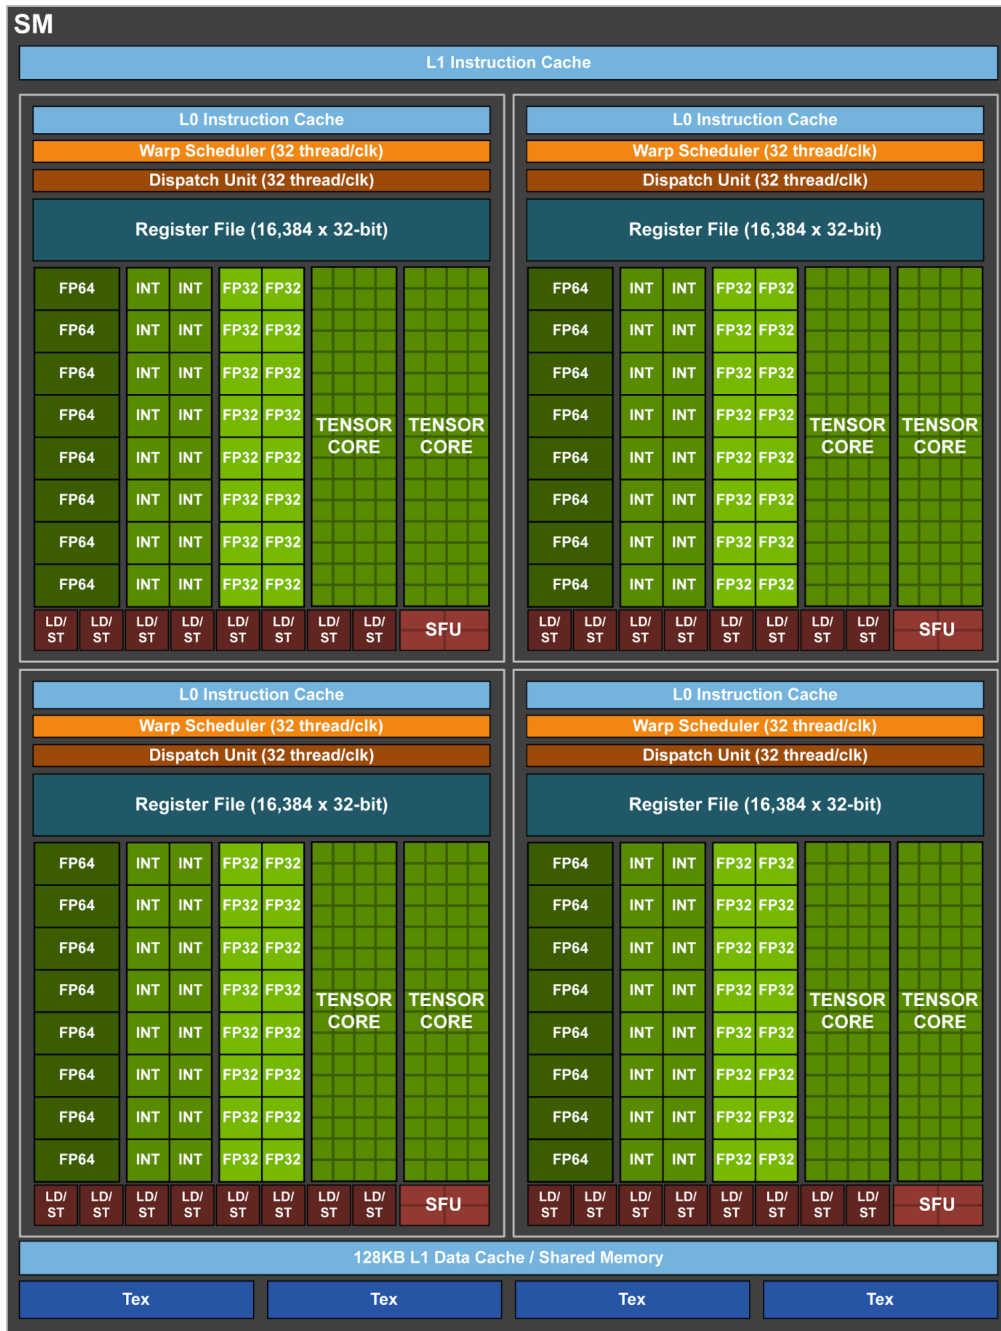 SM
L1 Instruction Cache
L0 Instruction Cache
Warp Scheduler (32 thread/clk)
Dispatch Unit (32 thread/clk)
Register File (16,384 x 32-bit)
FP64 INT INT FP32 FP32
FP64 INT INT FP32 FP32
FP64 INT INT FP32 FP32
FP64 INT INT FP32 FP32
FP64 INT INT FP32 FP32
FP64 INT INT FP32 FP32
FP64 INT INT FP32 FP32
FP64 INT INT FP32 FP32
TENSOR TENSOR
CORE CORE
LD/ LD/ LD/ LD/ LD/ LD/ LD/ LD/
ST ST ST ST ST ST ST ST
SFU
L0 Instruction Cache
Warp Scheduler (32 thread/clk)
Dispatch Unit (32 thread/clk)
Register File (16,384 x 32-bit)
FP64 INT INT FP32 FP32
FP64 INT INT FP32 FP32
FP64 INT INT FP32 FP32
FP64 INT INT FP32 FP32
FP64 INT INT FP32 FP32
FP64 INT INT FP32 FP32
FP64 INT INT FP32 FP32
FP64 INT INT FP32 FP32
TENSOR TENSOR
CORE CORE
LD/ LD/ LD/ LD/ LD/ LD/ LD/ LD/
ST ST ST ST ST ST ST ST
SFU
L0 Instruction Cache
Warp Scheduler (32 thread/clk)
Dispatch Unit (32 thread/clk)
Register File (16,384 x 32-bit)
FP64 INT INT FP32 FP32
FP64 INT INT FP32 FP32
FP64 INT INT FP32 FP32
FP64 INT INT FP32 FP32
FP64 INT INT FP32 FP32
FP64 INT INT FP32 FP32
FP64 INT INT FP32 FP32
FP64 INT INT FP32 FP32
TENSOR TENSOR
CORE CORE
LD/ LD/ LD/ LD/ LD/ LD/ LD/ LD/
ST ST ST ST ST ST ST ST
SFU
L0 Instruction Cache
Warp Scheduler (32 thread/clk)
Dispatch Unit (32 thread/clk)
Register File (16,384 x 32-bit)
FP64 INT INT FP32 FP32
FP64 INT INT FP32 FP32
FP64 INT INT FP32 FP32
FP64 INT INT FP32 FP32
FP64 INT INT FP32 FP32
FP64 INT INT FP32 FP32
FP64 INT INT FP32 FP32
FP64 INT INT FP32 FP32
TENSOR TENSOR
CORE CORE
LD/ LD/ LD/ LD/ LD/ LD/ LD/ LD/
ST ST ST ST ST ST ST ST
SFU
128KB L1 Data Cache / Shared Memory
Tex Tex Tex Tex